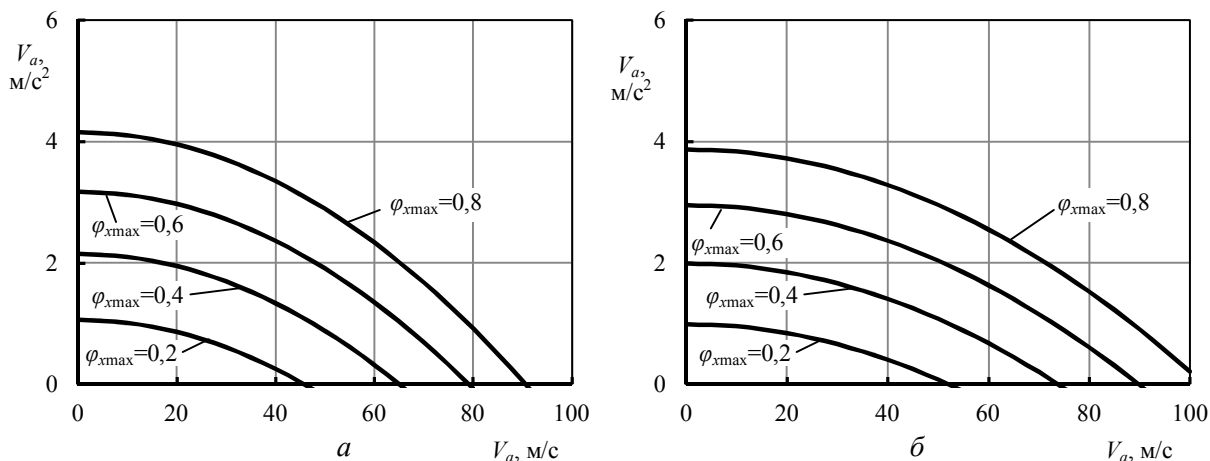 6
V_a,
м/с²
4
2
0
φ_xmax=0,8
φ_xmax=0,6
φ_xmax=0,4
φ_xmax=0,2
0 20 40 60 80 100
а V_a, м/с
6
V_a,
м/с²
4
2
0
φ_xmax=0,8
φ_xmax=0,6
φ_xmax=0,4
φ_xmax=0,2
0 20 40 60 80 100
б V_a, м/с